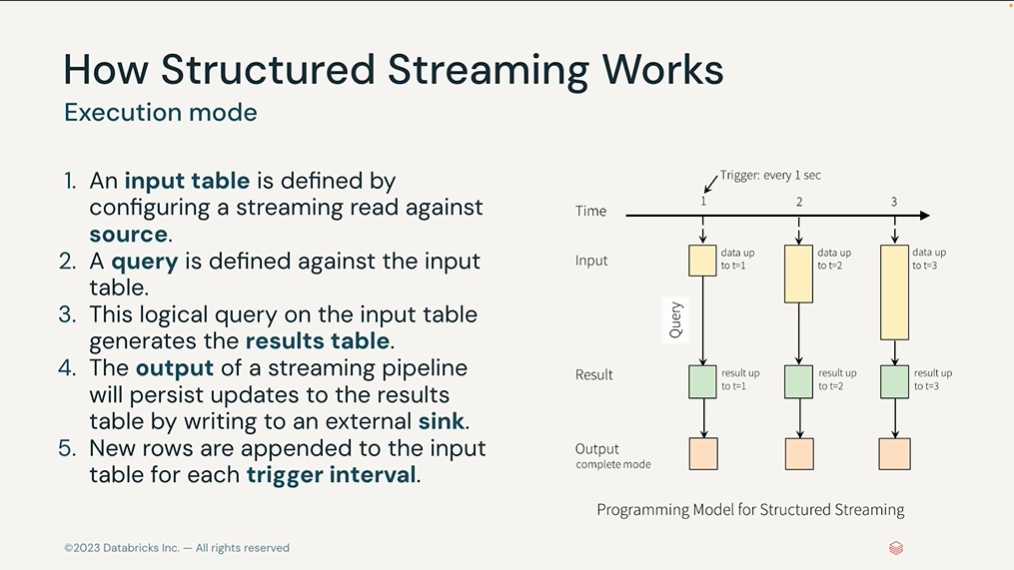 How Structured Streaming Works
Execution mode
1. An input table is defined by
configuring a streaming read against
source.
2. A query is defined against the input
table.
3. This logical query on the input table
generates the results table.
4. The output of a streaming pipeline
will persist updates to the results
table by writing to an external sink.
5. New rows are appended to the input
table for each trigger interval.
Trigger: every 1 sec
1 2 3
Time
Input
data up
to t=1
data up
to t=2
data up
to t=3
Query
Result
result up
to t=1
result up
to t=2
result up
to t=3
Output
complete mode
Programming Model for Structured Streaming
©2023 Databricks Inc. — All rights reserved